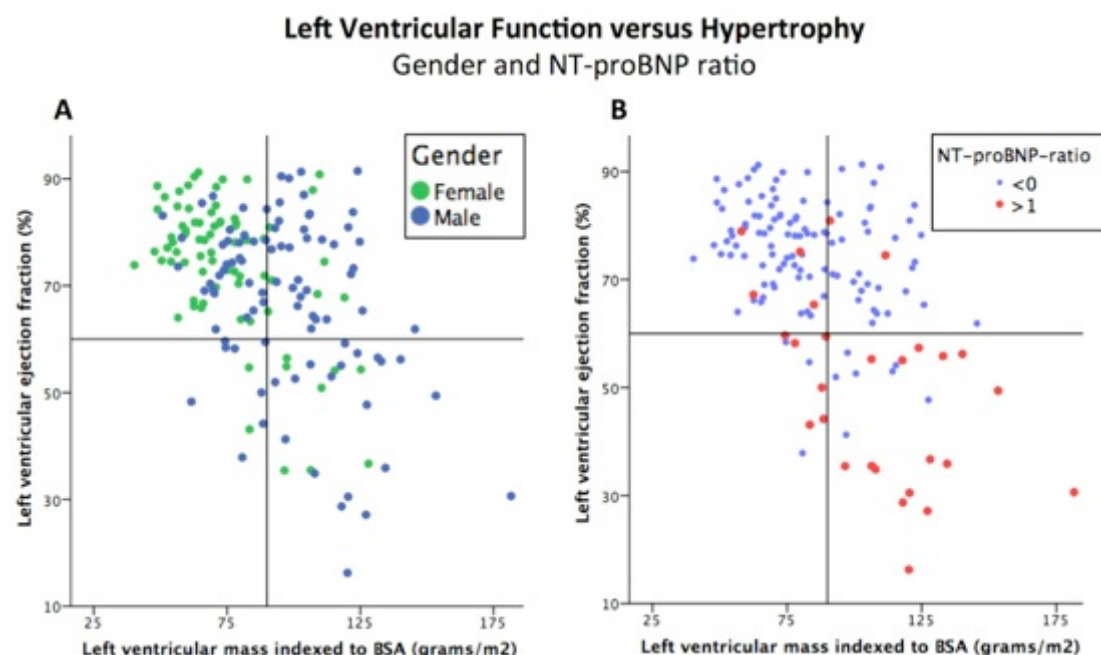 Left Ventricular Function versus Hypertrophy
Gender and NT-proBNP ratio
A
Gender
Female
Male
Left ventricular ejection fraction (%)
90
70
50
30
10
25
75
125
175
Left ventricular mass indexed to BSA (grams/m2)
B
NT-proBNP-ratio
<0
>1
Left ventricular ejection fraction (%)
90
70
50
30
10
25
75
125
175
Left ventricular mass indexed to BSA (grams/m2)